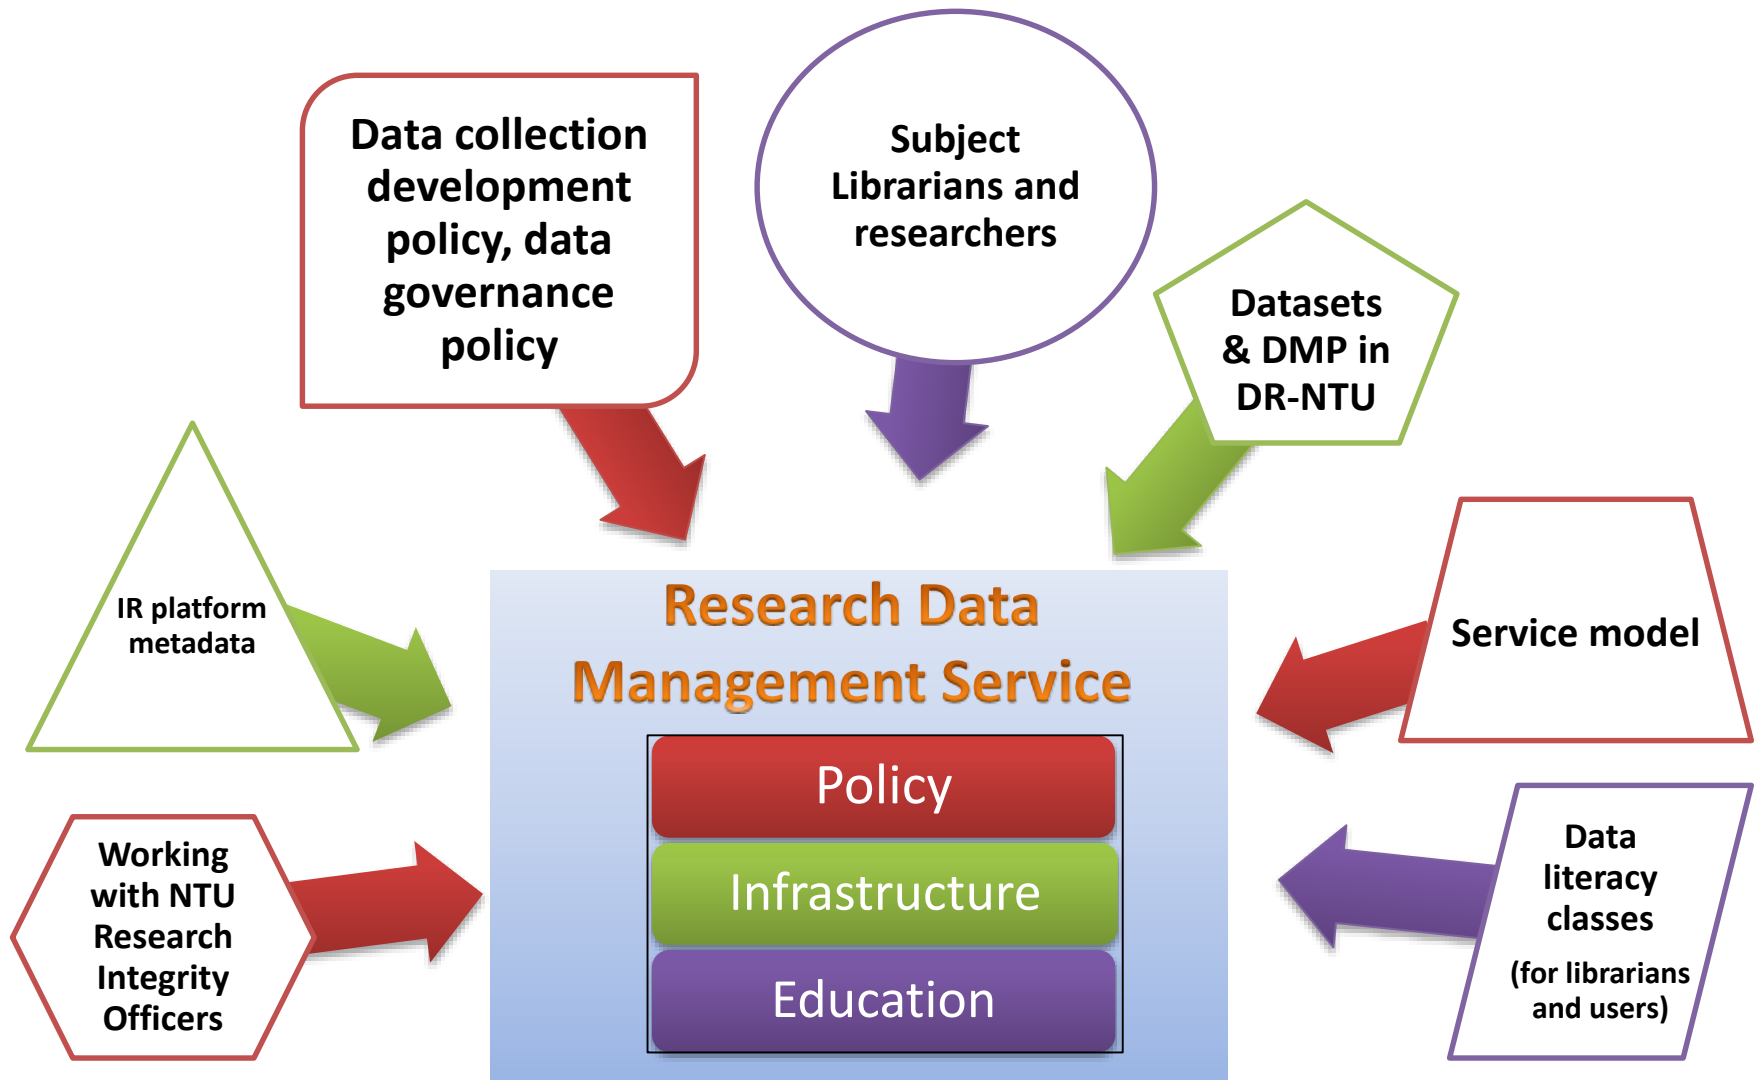 Data collection
development
policy, data
governance
policy
Subject
Librarians and
researchers
Datasets
& DMP in
DR-NTU
IR platform
metadata
Service model
Working
with NTU
Research
Integrity
Officers
Data
literacy
classes
(for librarians
and users)
Research Data
Management Service
Policy
Infrastructure
Education